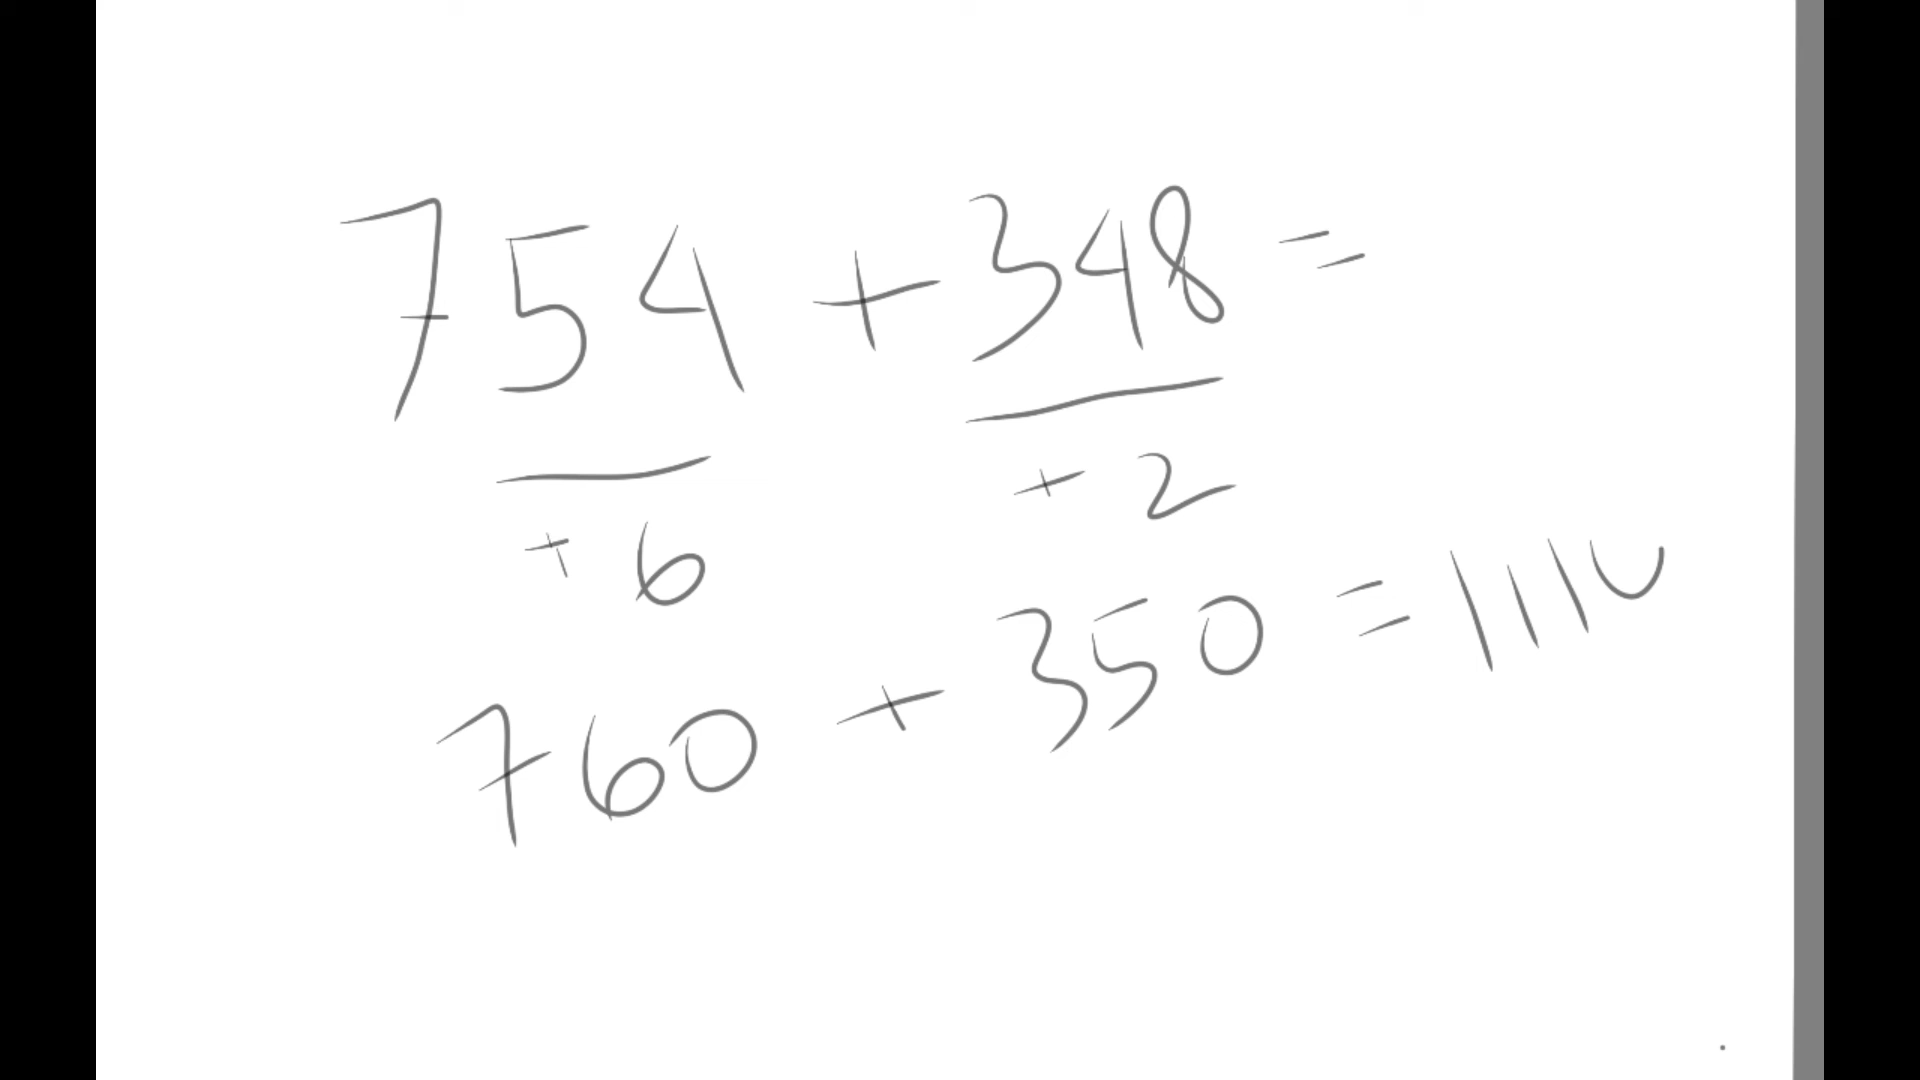 754 + 348 =
+ 6 + 2
760 + 350 = 1110